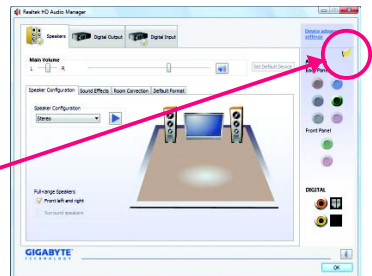 Realtek HD Audio Manager
Speakers
Digital Output
Digital Input
Device advanced settings
Main Volume
L
R
Set Default Device
Back Panel
Speaker Configuration
Sound Effects
Room Correction
Default Format
Speaker Configuration
Stereo
Front Panel
Full-range Speakers
Front left and right
Surround speakers
DIGITAL
GIGABYTE
TECHNOLOGY
OK